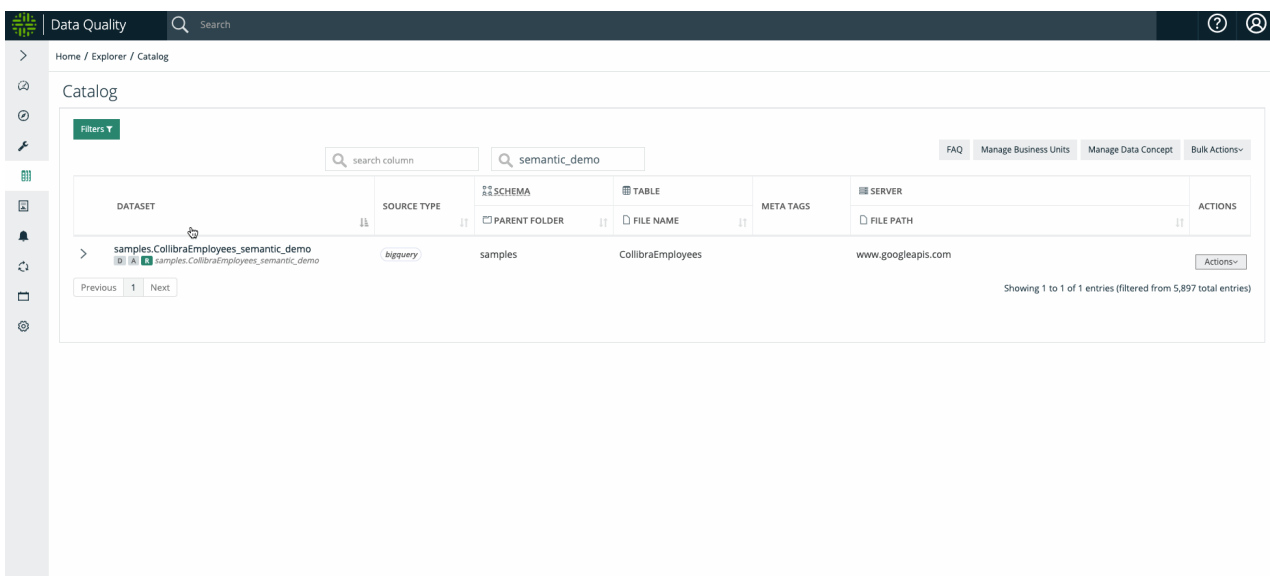 Data Quality
Search
Home / Explorer / Catalog
Catalog
Filters
search column
semantic_demo
FAQ
Manage Business Units
Manage Data Concept
Bulk Actions
DATASET
SOURCE TYPE
SCHEMA
TABLE
META TAGS
SERVER
ACTIONS
PARENT FOLDER
FILE NAME
FILE PATH
samples.CollibraEmployees_semantic_demo
D A R samples.CollibraEmployees_semantic_demo
bigquery
samples
CollibraEmployees
www.googleapis.com
Actions
Previous 1 Next
Showing 1 to 1 of 1 entries (filtered from 5,897 total entries)